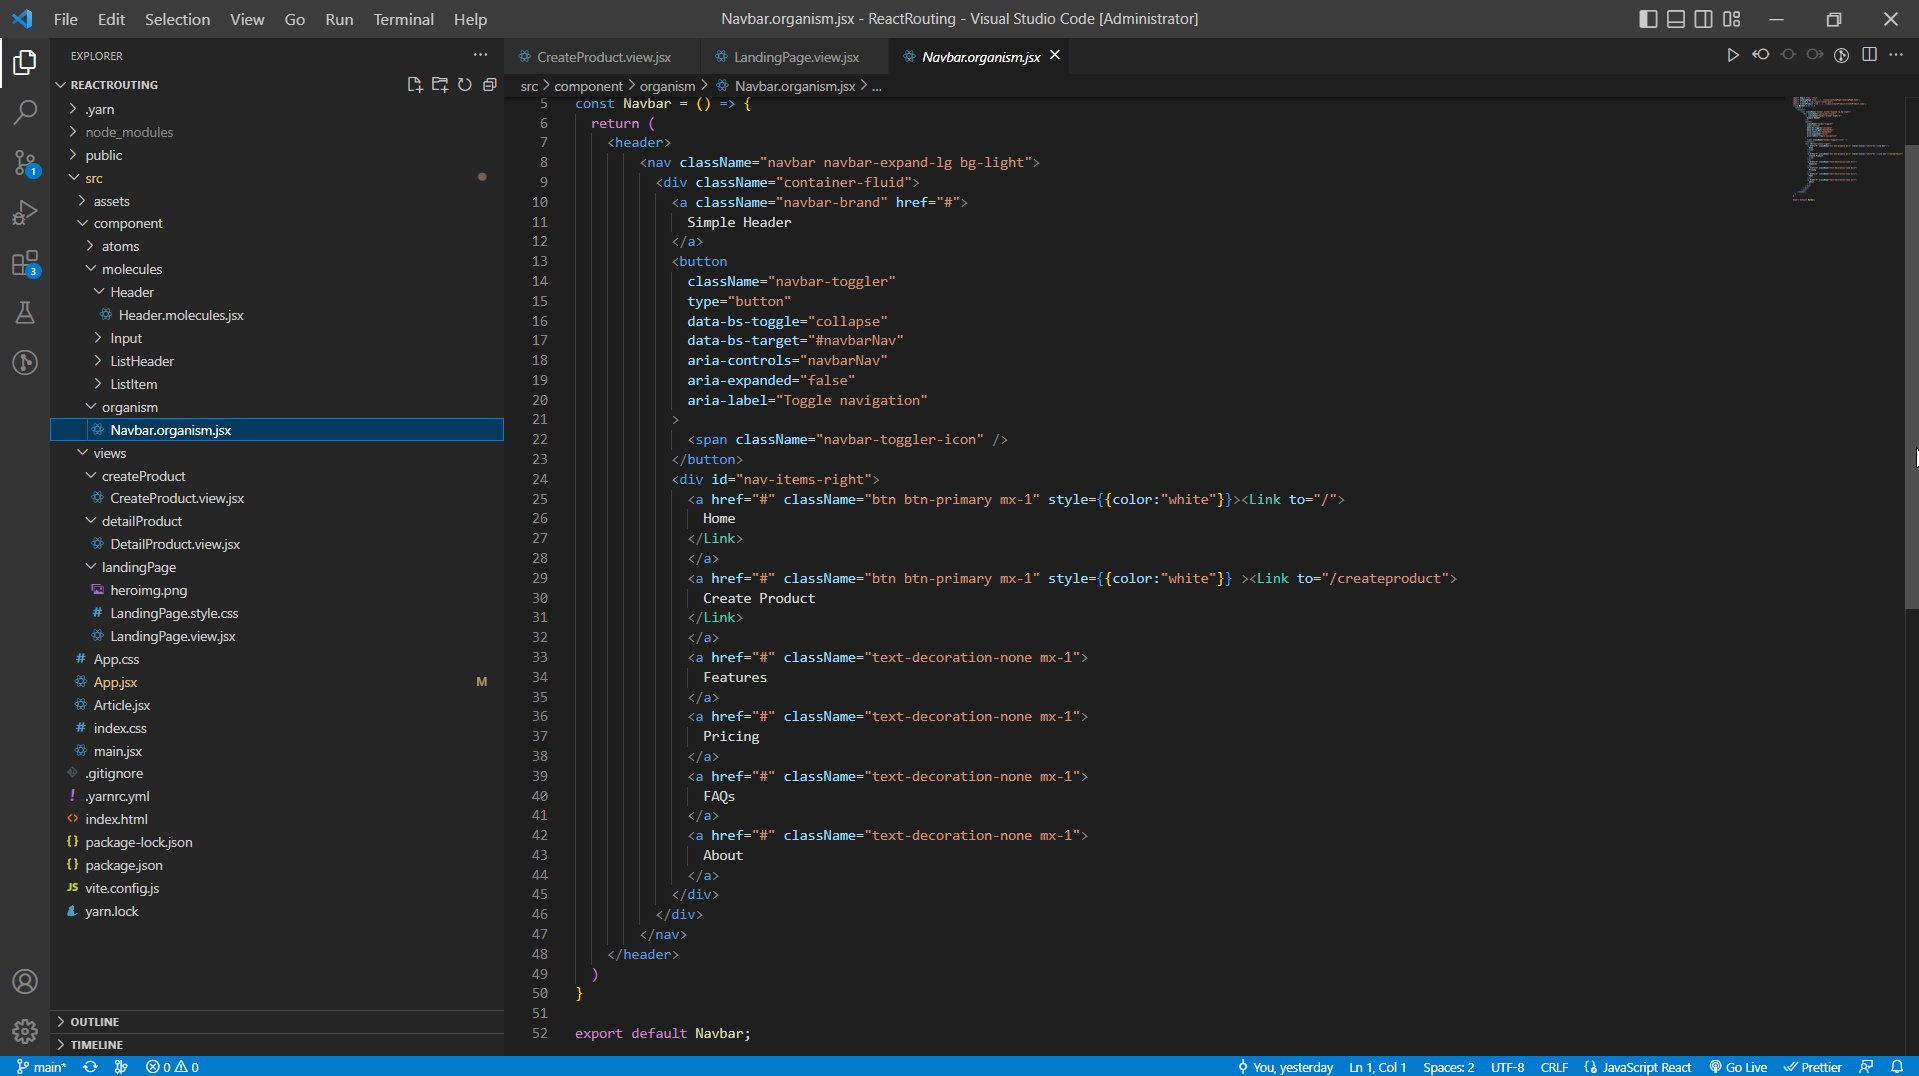 File Edit Selection View Go Run Terminal Help
Navbar.organism.jsx - ReactRouting - Visual Studio Code [Administrator]
EXPLORER
REACTROUTING
.yarn
node_modules
public
src
assets
component
atoms
molecules
Header
Header.molecules.jsx
Input
ListHeader
ListItem
organism
Navbar.organism.jsx
views
createProduct
CreateProduct.view.jsx
detailProduct
DetailProduct.view.jsx
landingPage
heroimg.png
# LandingPage.style.css
LandingPage.view.jsx
# App.css
App.jsx M
Article.jsx
# index.css
main.jsx
.gitignore
! .yarnrc.yml
<> index.html
{} package-lock.json
{} package.json
JS vite.config.js
yarn.lock
OUTLINE
TIMELINE
1
3
CreateProduct.view.jsx LandingPage.view.jsx Navbar.organism.jsx
src > component > organism > Navbar.organism.jsx > ...
5 const Navbar = () => {
6 return (
7 <header>
8 <nav className="navbar navbar-expand-lg bg-light">
9 <div className="container-fluid">
10 <a className="navbar-brand" href="#">
11 Simple Header
12 </a>
13 <button
14 className="navbar-toggler"
15 type="button"
16 data-bs-toggle="collapse"
17 data-bs-target="#navbarNav"
18 aria-controls="navbarNav"
19 aria-expanded="false"
20 aria-label="Toggle navigation"
21 >
22 <span className="navbar-toggler-icon" />
23 </button>
24 <div id="nav-items-right">
25 <a href="#" className="btn btn-primary mx-1" style={{color:"white"}}><Link to="/">
26 Home
27 </Link>
28 </a>
29 <a href="#" className="btn btn-primary mx-1" style={{color:"white"}} ><Link to="/createproduct">
30 Create Product
31 </Link>
32 </a>
33 <a href="#" className="text-decoration-none mx-1">
34 Features
35 </a>
36 <a href="#" className="text-decoration-none mx-1">
37 Pricing
38 </a>
39 <a href="#" className="text-decoration-none mx-1">
40 FAQs
41 </a>
42 <a href="#" className="text-decoration-none mx-1">
43 About
44 </a>
45 </div>
46 </div>
47 </nav>
48 </header>
49 )
50 }
51
52 export default Navbar;
main* 0 0 You, yesterday Ln 1, Col 1 Spaces: 2 UTF-8 CRLF {} JavaScript React Go Live Prettier